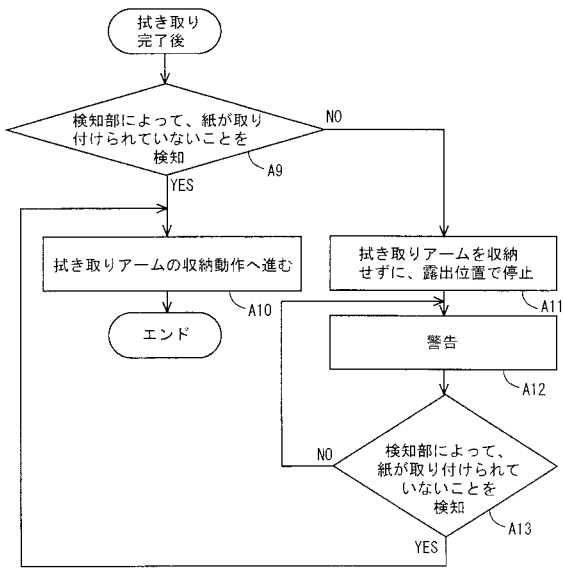 拭き取り
完了後
検知部によって、紙が取り
付けられていないことを
検知
NO
A9
YES
拭き取りアームの収納動作へ進む
A10
エンド
拭き取りアームを収納
せずに、露出位置で停止
A11
警告
A12
NO
検知部によって、
紙が取り付けられて
いないことを
検知
A13
YES